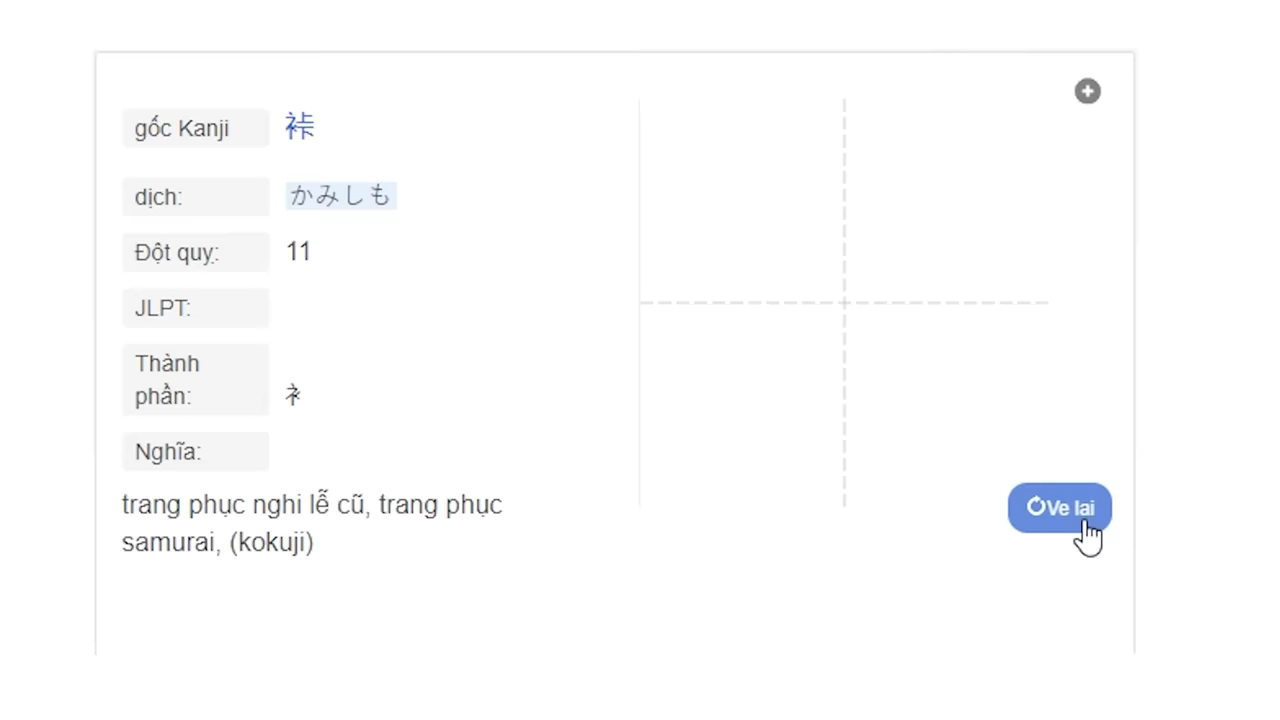 gốc Kanji 裃
dịch: かみしも
Đột quỵ: 11
JLPT:
Thành
phần: ネ
Nghĩa:
trang phục nghi lễ cũ, trang phục
samurai, (kokuji)
Ve lai